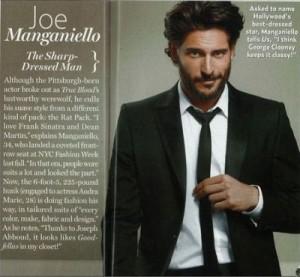 Joe
Manganiello
The Sharp-
Dressed Man }
Although the Pittsburgh-born
actor broke out as True Blood's
lustworthy werewolf, he culls
his suave style from a different
kind of pack: the Rat Pack. "I
love Frank Sinatra and Dean
Martin," explains Manganiello,
34, who landed a coveted front-
row seat at NYC Fashion Week
last fall. "In that era, people wore
suits a lot and looked the part."
Now, the 6-foot-5, 225-pound
hunk (engaged to actress Audra
Marie, 28) is doing fashion his
way, in tailored suits of "every
color, make, fabric and design."
As he notes, "Thanks to Joseph
Abboud, it looks like Good-
fellas in my closet!"
Asked to name
Hollywood's
best-dressed
star, Manganiello
tells Us, "I think
George Clooney
keeps it classy!"